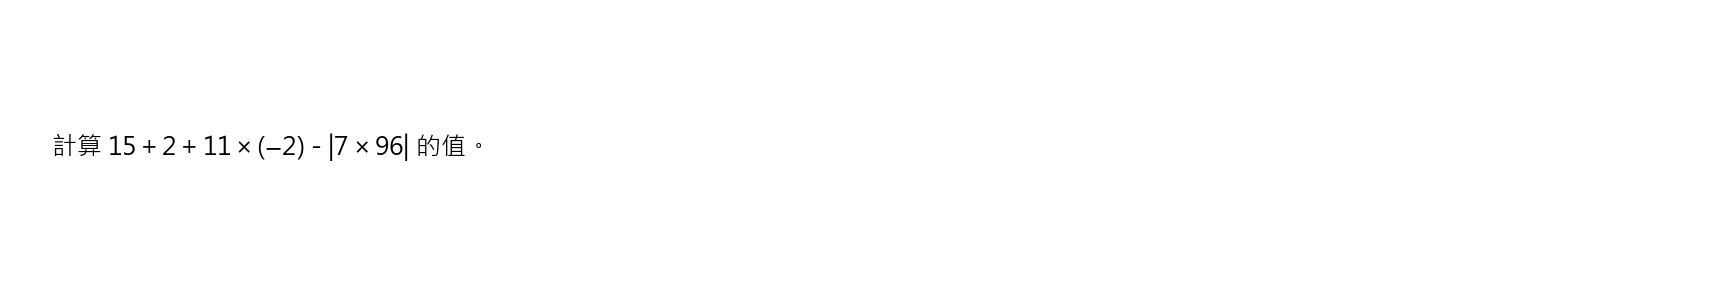 計算 15 + 2 + 11 × (–2) - |7 × 96| 的值。